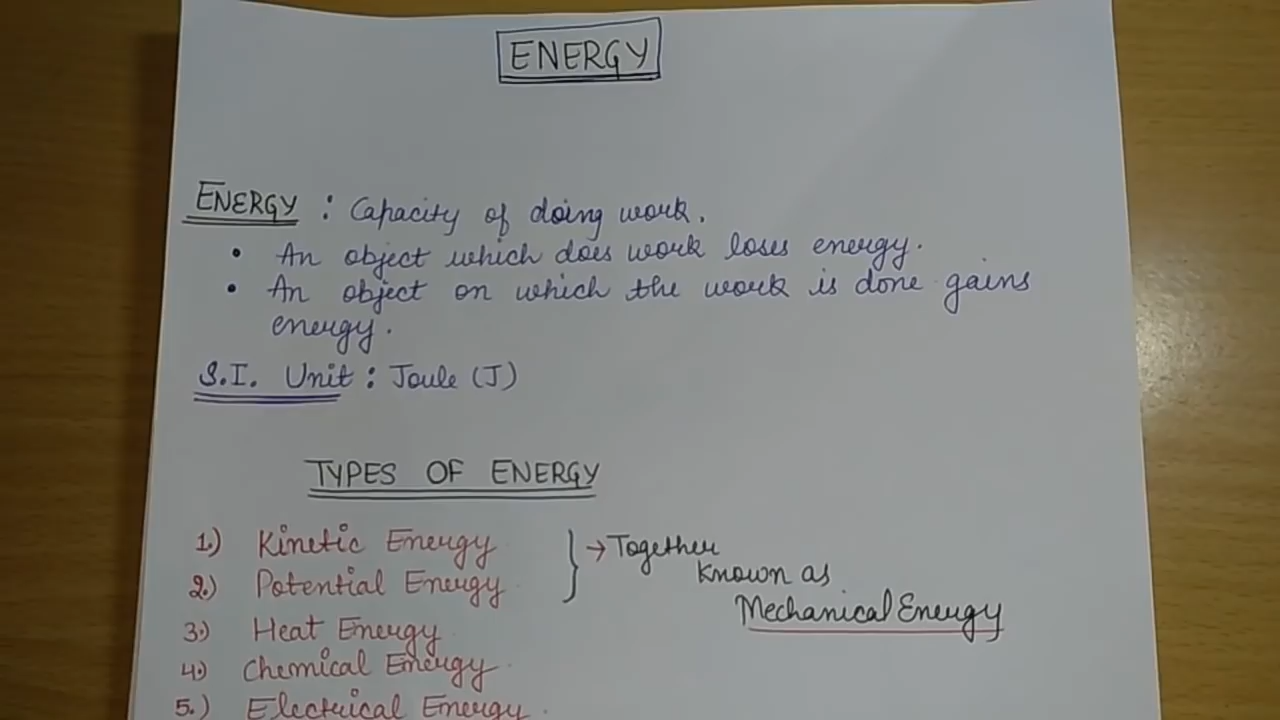 ENERGY
ENERGY : Capacity of doing work.
• An object which does work loses energy.
• An object on which the work is done gains
energy.
S.I. Unit : Joule (J)
TYPES OF ENERGY
1.) Kinetic Energy
2.) Potential Energy
} → Together
known as
Mechanical Energy
3.) Heat Energy
4.) Chemical Energy
5.) Electrical Energy.